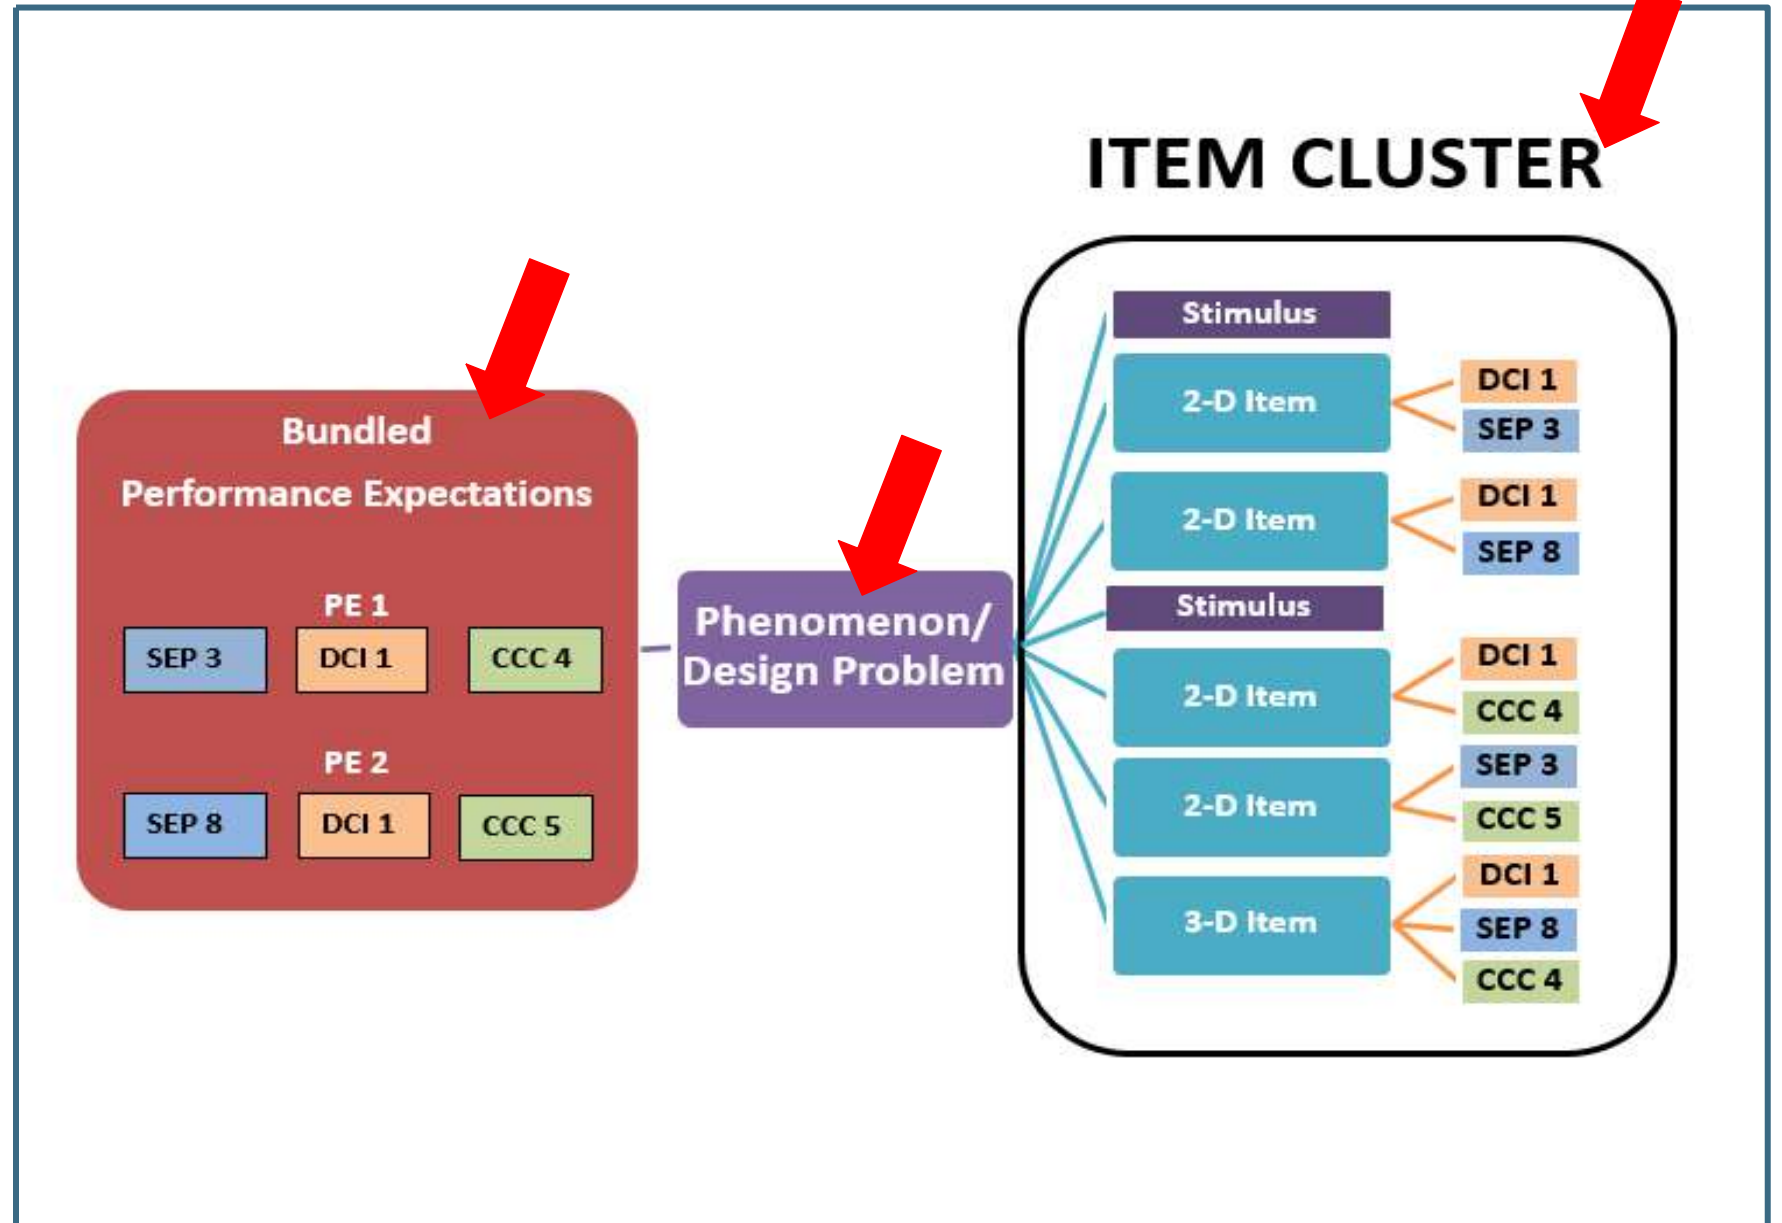 ITEM CLUSTER
Bundled
Performance Expectations
PE 1
SEP 3
DCI 1
CCC 4
PE 2
SEP 8
DCI 1
CCC 5
Phenomenon/
Design Problem
Stimulus
2-D Item
DCI 1
SEP 3
2-D Item
DCI 1
SEP 8
Stimulus
2-D Item
DCI 1
CCC 4
2-D Item
SEP 3
CCC 5
3-D Item
DCI 1
SEP 8
CCC 4